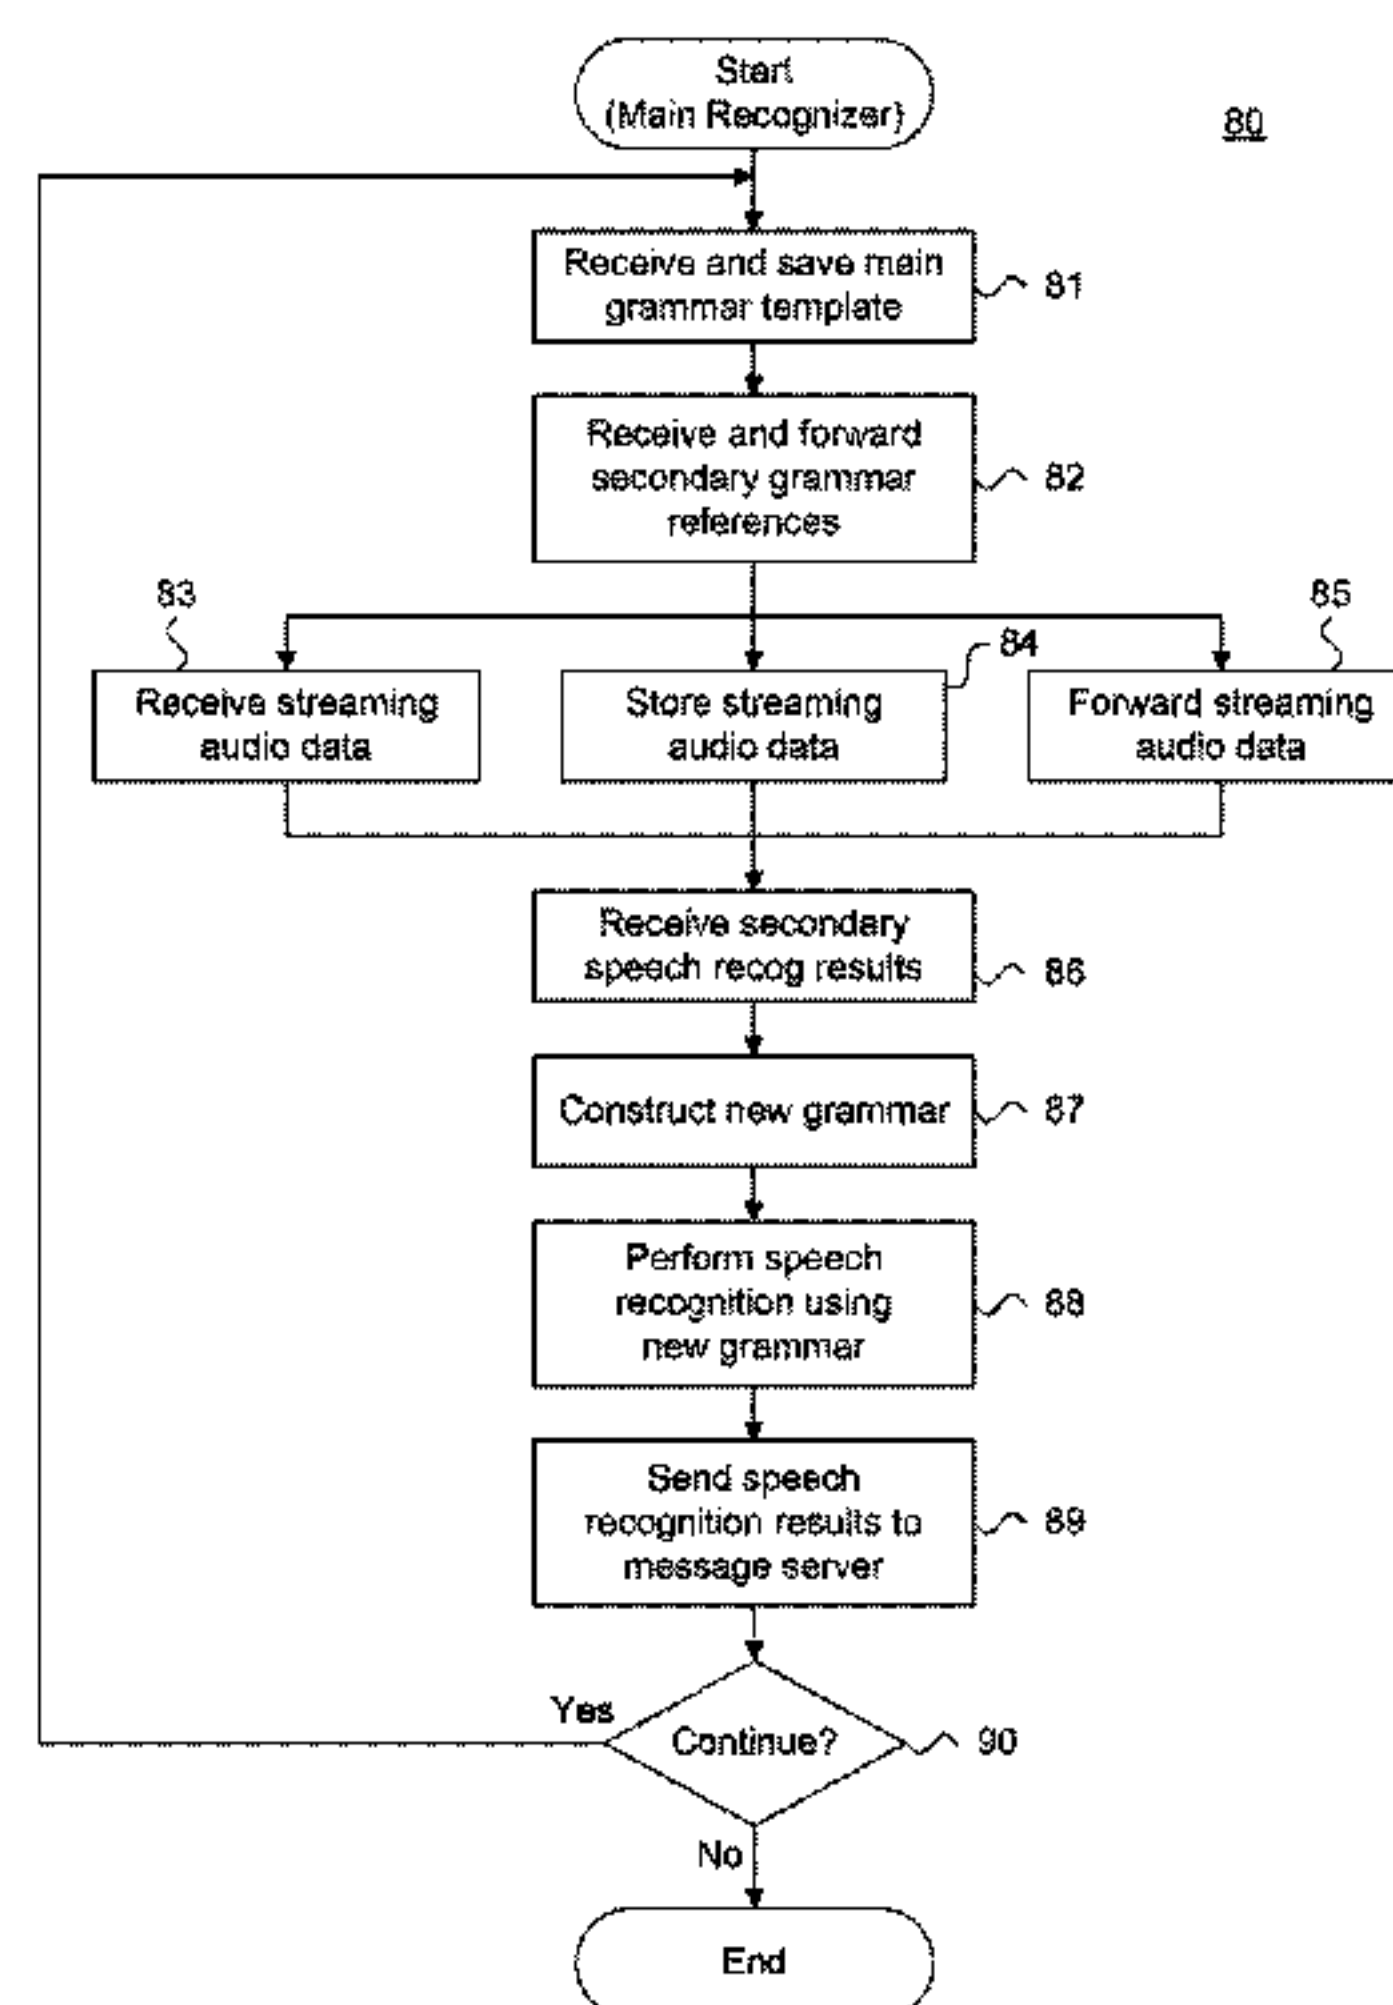 Start
(Main Recognizer)
80
Receive and save main
grammar template
81
Receive and forward
secondary grammar
references
82
83
Receive streaming
audio data
84
Store streaming
audio data
85
Forward streaming
audio data
Receive secondary
speech recog results
86
Construct new grammar
87
Perform speech
recognition using
new grammar
88
Send speech
recognition results to
message server
89
Yes
Continue?
90
No
End